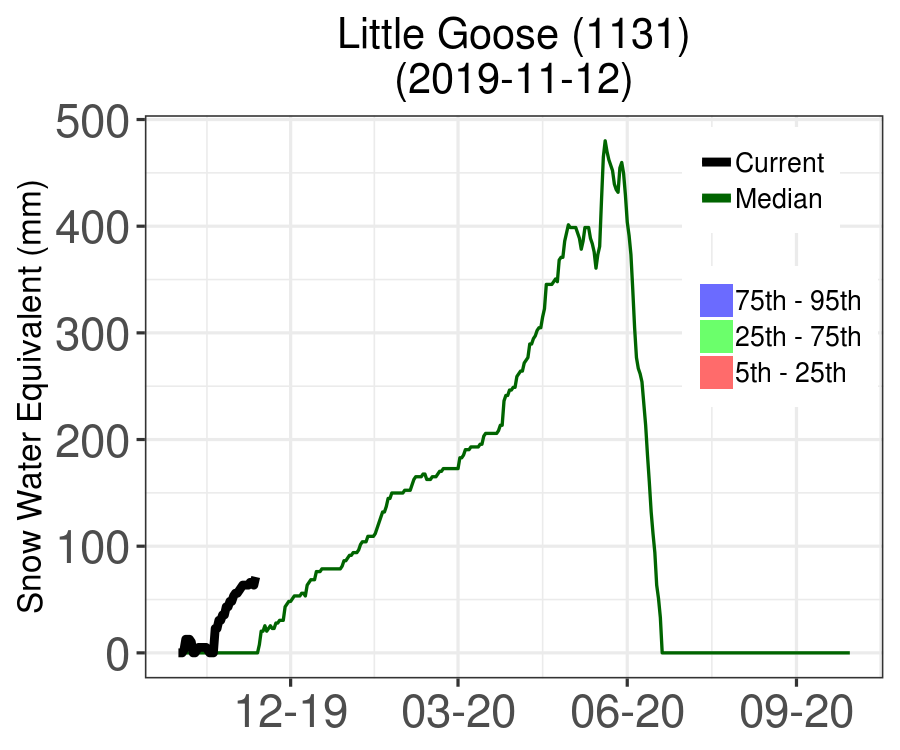 Little Goose (1131)
(2019-11-12)
Snow Water Equivalent (mm)
500
400
300
200
100
0
Current
Median
75th - 95th
25th - 75th
5th - 25th
12-19
03-20
06-20
09-20